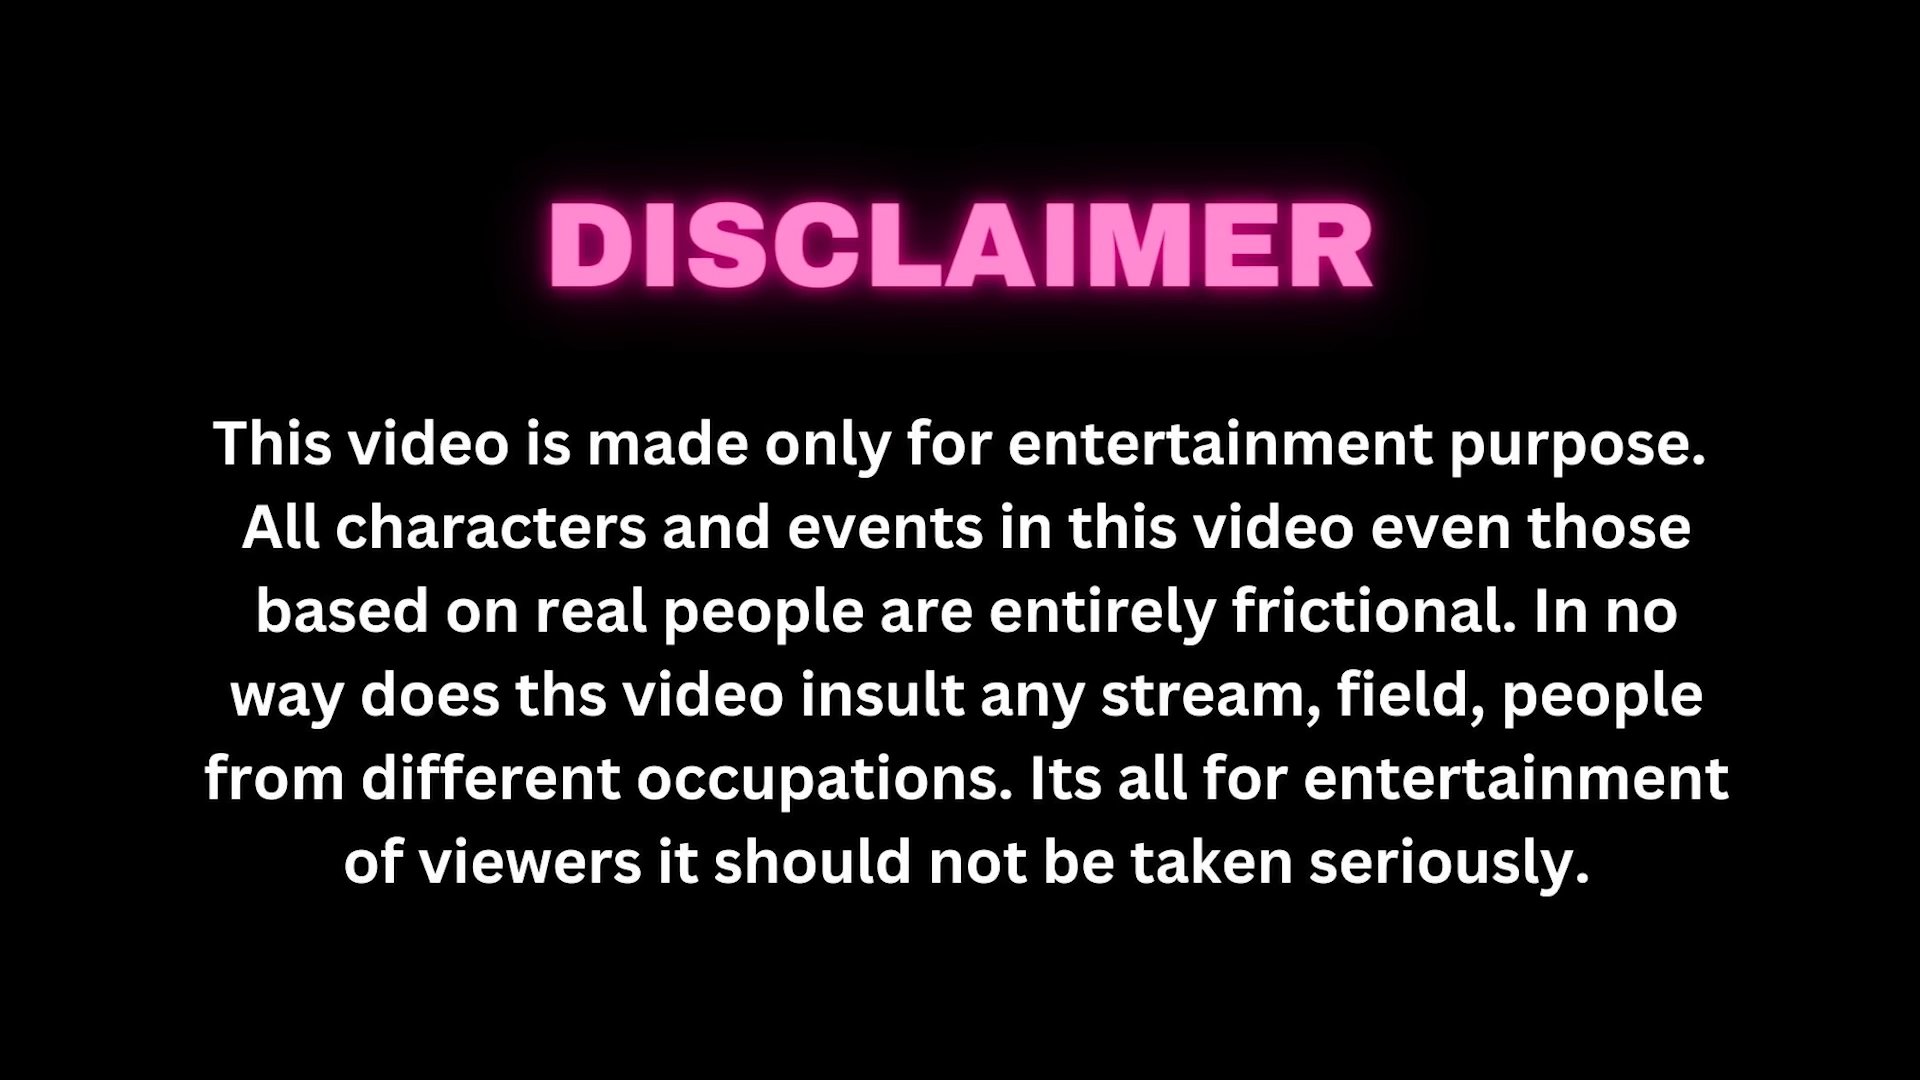 DISCLAIMER
This video is made only for entertainment purpose.
All characters and events in this video even those
based on real people are entirely frictional. In no
way does ths video insult any stream, field, people
from different occupations. Its all for entertainment
of viewers it should not be taken seriously.